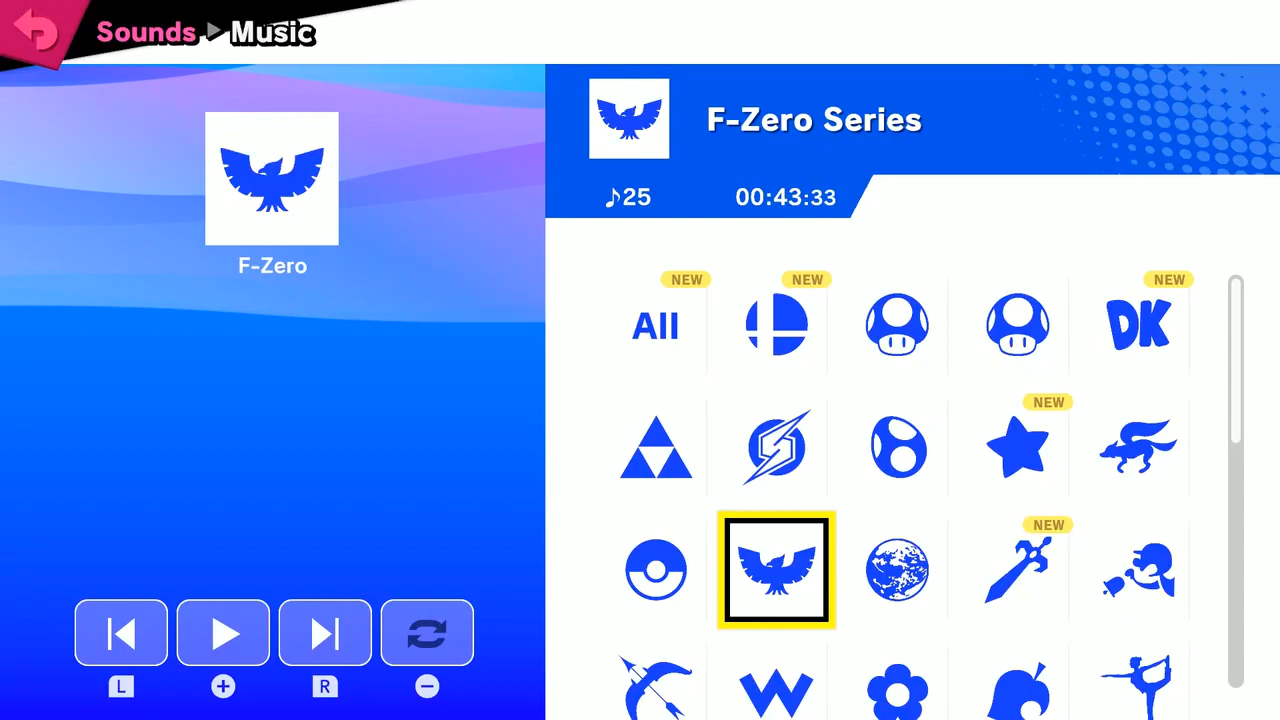 Sounds ▶ Music
F-Zero
F-Zero Series
♪25 00:43:33
NEW NEW NEW
All DK
NEW
NEW
W
L + R −